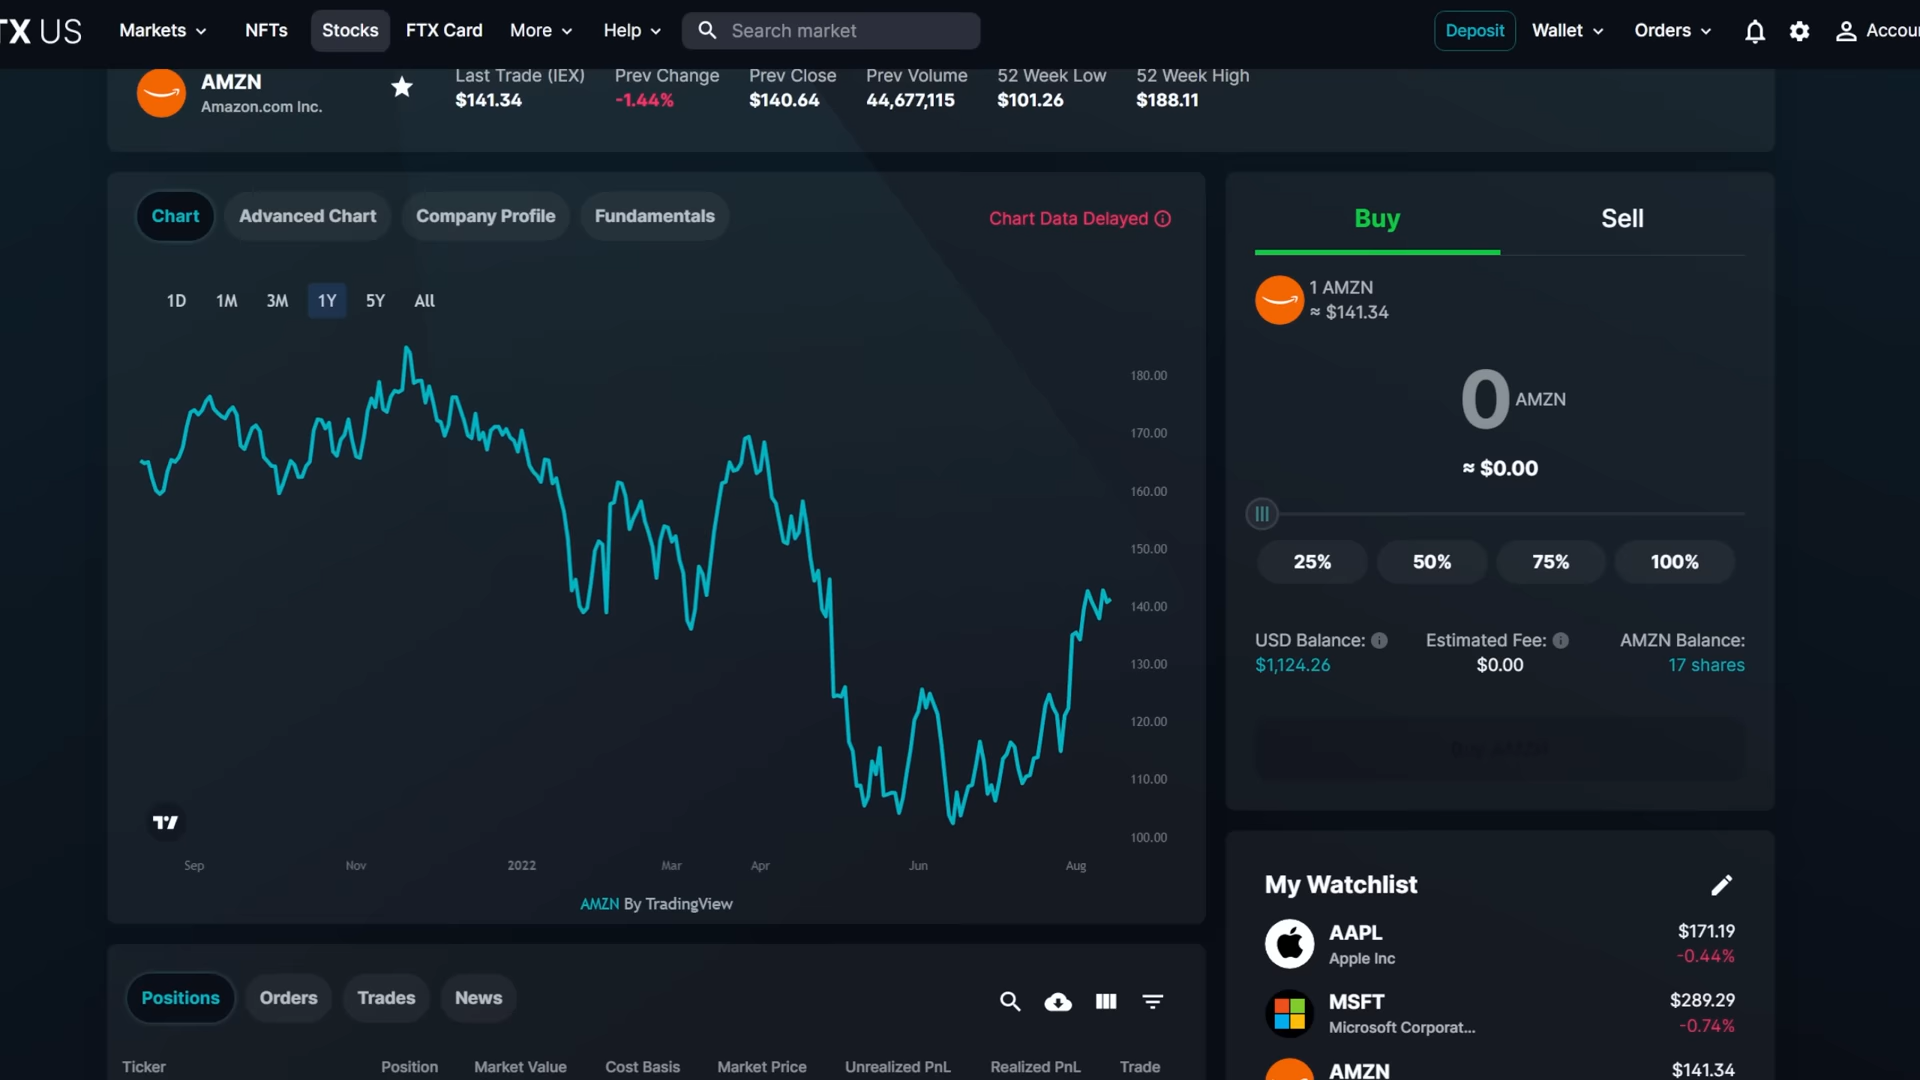 TX US
Markets
NFTs
Stocks
FTX Card
More
Help
Search market
Deposit
Wallet
Orders
Accou
AMZN
Amazon.com Inc.
Last Trade (IEX)
$141.34
Prev Change
-1.44%
Prev Close
$140.64
Prev Volume
44,677,115
52 Week Low
$101.26
52 Week High
$188.11
Chart
Advanced Chart
Company Profile
Fundamentals
Chart Data Delayed
1D
1M
3M
1Y
5Y
All
180.00
170.00
160.00
150.00
140.00
130.00
120.00
110.00
100.00
Sep
Nov
2022
Mar
Apr
Jun
Aug
AMZN By TradingView
Buy
Sell
1 AMZN
≈ $141.34
0 AMZN
≈ $0.00
25%
50%
75%
100%
USD Balance:
$1,124.26
Estimated Fee:
$0.00
AMZN Balance:
17 shares
Buy AMZN
My Watchlist
AAPL
Apple Inc
$171.19
-0.44%
MSFT
Microsoft Corporat...
$289.29
-0.74%
AMZN
$141.34
Positions
Orders
Trades
News
Ticker
Position
Market Value
Cost Basis
Market Price
Unrealized PnL
Realized PnL
Trade